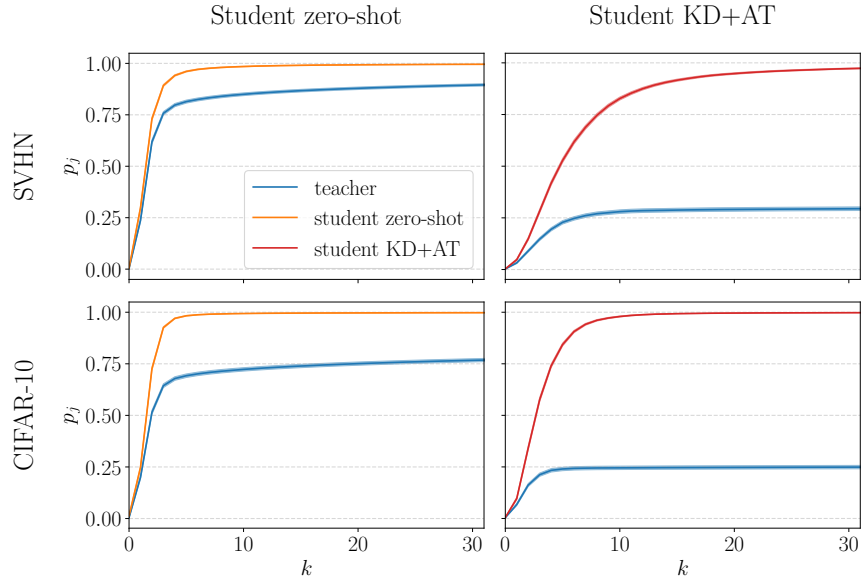 Student zero-shot
Student KD+AT
SVHN
p_j
1.00
0.75
0.50
0.25
0.00
teacher
student zero-shot
student KD+AT
CIFAR-10
p_j
1.00
0.75
0.50
0.25
0.00
0 10 20 30
k
0 10 20 30
k